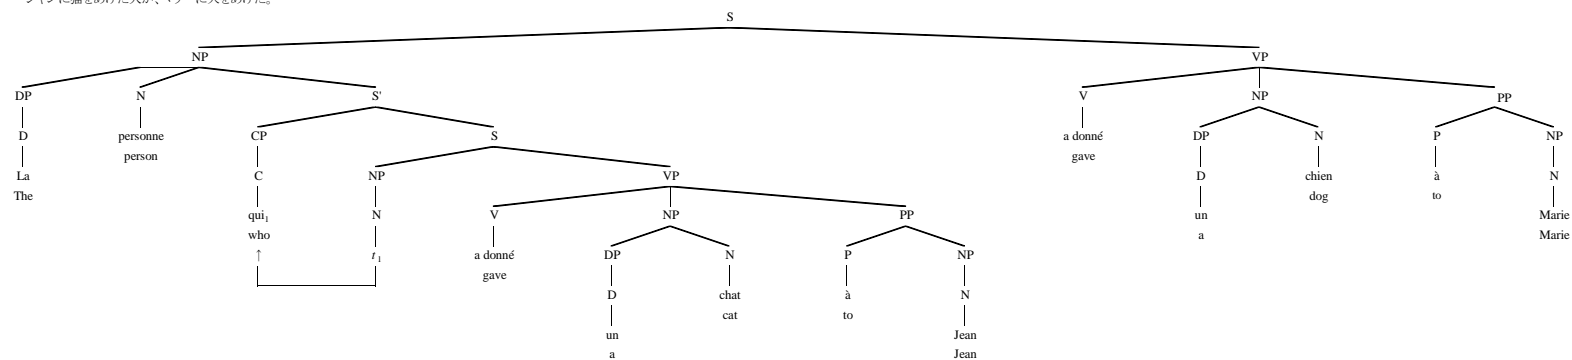 S
NP VP
DP N S' V NP PP
D personne CP S a donné DP N P NP
person gave
La C NP VP D chien à N
The dog to
qui₁ N V NP PP un Marie
who a Marie
↑ t₁ a donné DP N P NP
gave
D chat à N
cat to
un Jean
a Jean